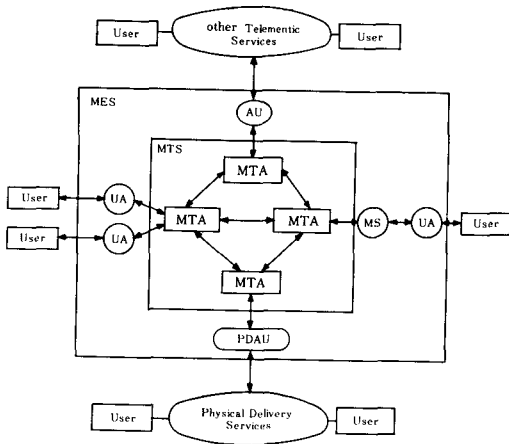 other Telementic
Services
User
User
MES
AU
MTS
MTA
User
UA
MTA
MTA
MS
UA
User
User
UA
MTA
PDAU
User
Physical Delivery
Services
User